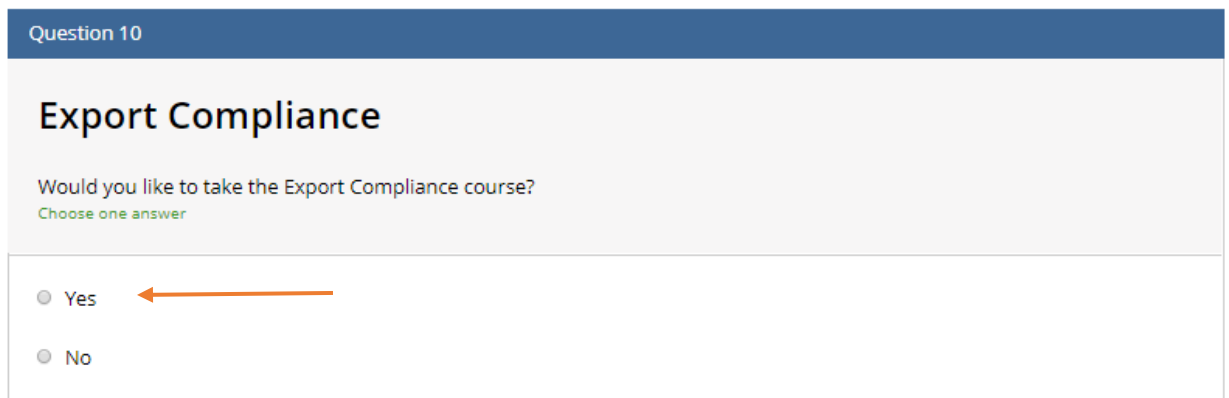 Question 10
Export Compliance
Would you like to take the Export Compliance course?
Choose one answer
Yes
No